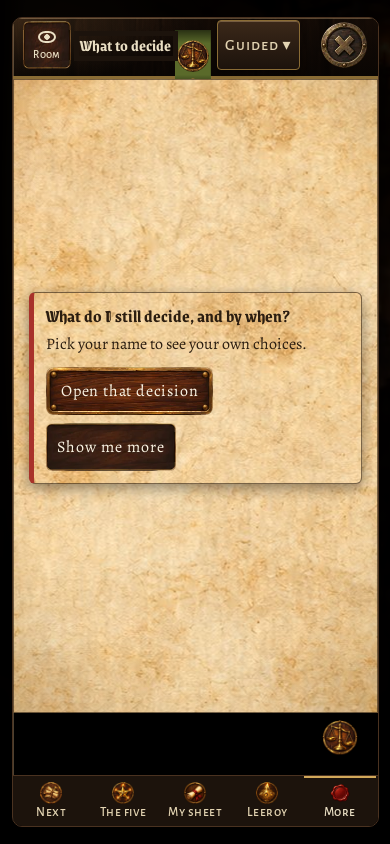 Room
What to decide
Guided ▾
What do I still decide, and by when?
Pick your name to see your own choices.
Open that decision
Show me more
Next
The Five
My sheet
Leeroy
More